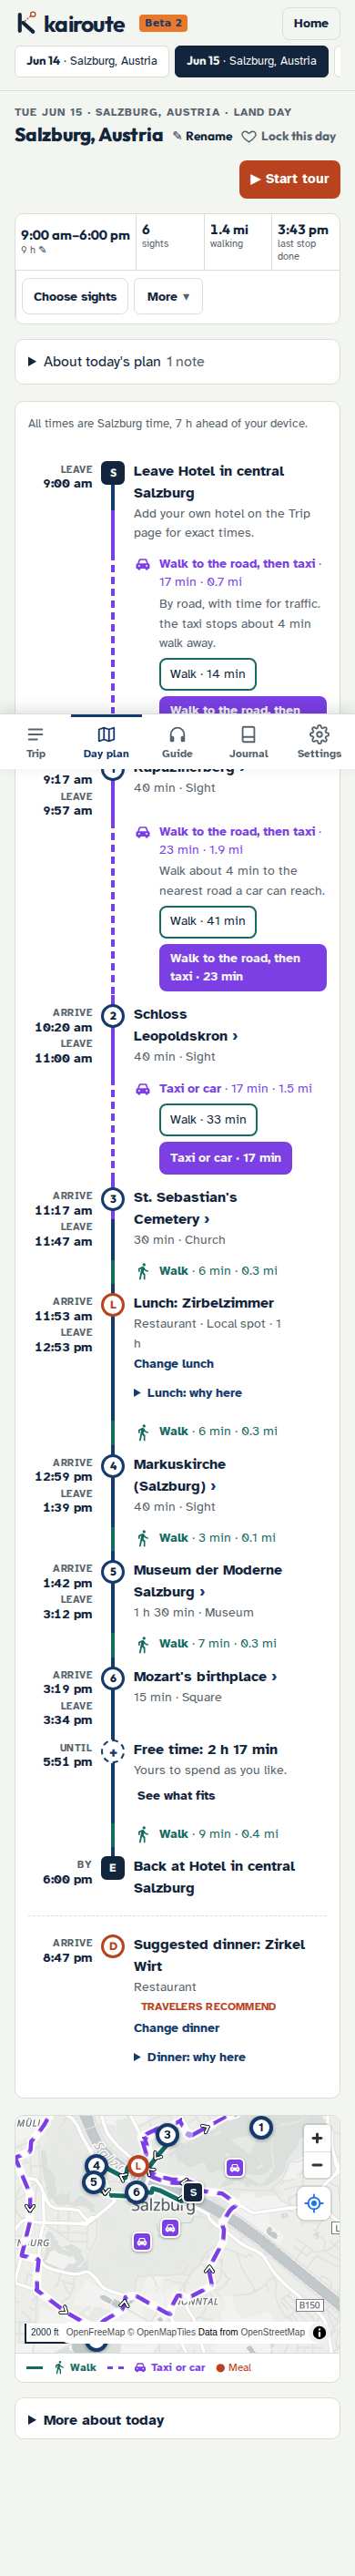 kairoute
Beta 2
Home
Jun 14 · Salzburg, Austria
Jun 15 · Salzburg, Austria
TUE JUN 15 · SALZBURG, AUSTRIA · LAND DAY
Salzburg, Austria
✎ Rename
Lock this day
▶ Start tour
9:00 am–6:00 pm
9 h ✎
6
sights
1.4 mi
walking
3:43 pm
last stop
done
Choose sights
More ▾
▶ About today's plan 1 note
All times are Salzburg time, 7 h ahead of your device.
LEAVE
9:00 am
S
Leave Hotel in central
Salzburg
Add your own hotel on the Trip
page for exact times.
Walk to the road, then taxi ·
17 min · 0.7 mi
By road, with time for traffic.
the taxi stops about 4 min
walk away.
Walk · 14 min
Walk to the road, then
Trip
Day plan
Guide
Journal
Settings
9:17 am
LEAVE
9:57 am
40 min · Sight
Walk to the road, then taxi ·
23 min · 1.9 mi
Walk about 4 min to the
nearest road a car can reach.
Walk · 41 min
Walk to the road, then
taxi · 23 min
ARRIVE
10:20 am
LEAVE
11:00 am
2
Schloss
Leopoldskron ›
40 min · Sight
Taxi or car · 17 min · 1.5 mi
Walk · 33 min
Taxi or car · 17 min
ARRIVE
11:17 am
LEAVE
11:47 am
3
St. Sebastian's
Cemetery ›
30 min · Church
Walk · 6 min · 0.3 mi
ARRIVE
11:53 am
LEAVE
12:53 pm
L
Lunch: Zirbelzimmer
Restaurant · Local spot · 1
h
Change lunch
▶ Lunch: why here
Walk · 6 min · 0.3 mi
ARRIVE
12:59 pm
LEAVE
1:39 pm
4
Markuskirche
(Salzburg) ›
40 min · Sight
Walk · 3 min · 0.1 mi
ARRIVE
1:42 pm
LEAVE
3:12 pm
5
Museum der Moderne
Salzburg ›
1 h 30 min · Museum
Walk · 7 min · 0.3 mi
ARRIVE
3:19 pm
LEAVE
3:34 pm
6
Mozart's birthplace ›
15 min · Square
UNTIL
5:51 pm
+
Free time: 2 h 17 min
Yours to spend as you like.
See what fits
Walk · 9 min · 0.4 mi
BY
6:00 pm
E
Back at Hotel in central
Salzburg
ARRIVE
8:47 pm
D
Suggested dinner: Zirkel
Wirt
Restaurant
TRAVELERS RECOMMEND
Change dinner
▶ Dinner: why here
3
1
4
L
5
6
S
Salzburg
B150
+
−
2000 ft
OpenFreeMap © OpenMapTiles Data from OpenStreetMap
Walk
Taxi or car
Meal
▶ More about today